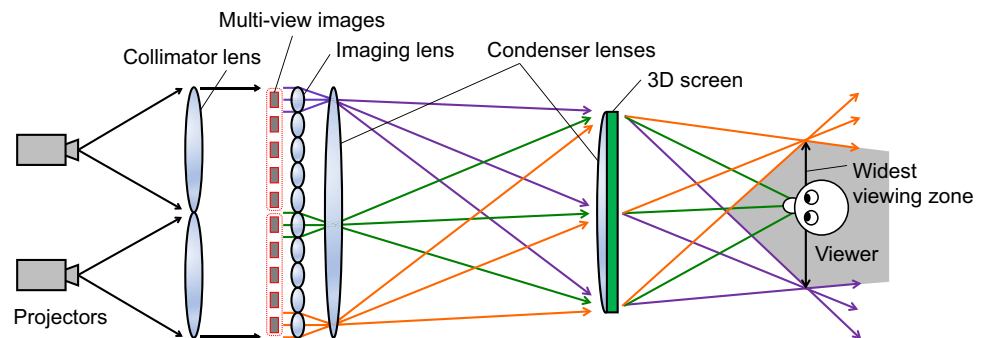 Multi-view images
Collimator lens
Imaging lens
Condenser lenses
3D screen
Widest
viewing zone
Viewer
Projectors